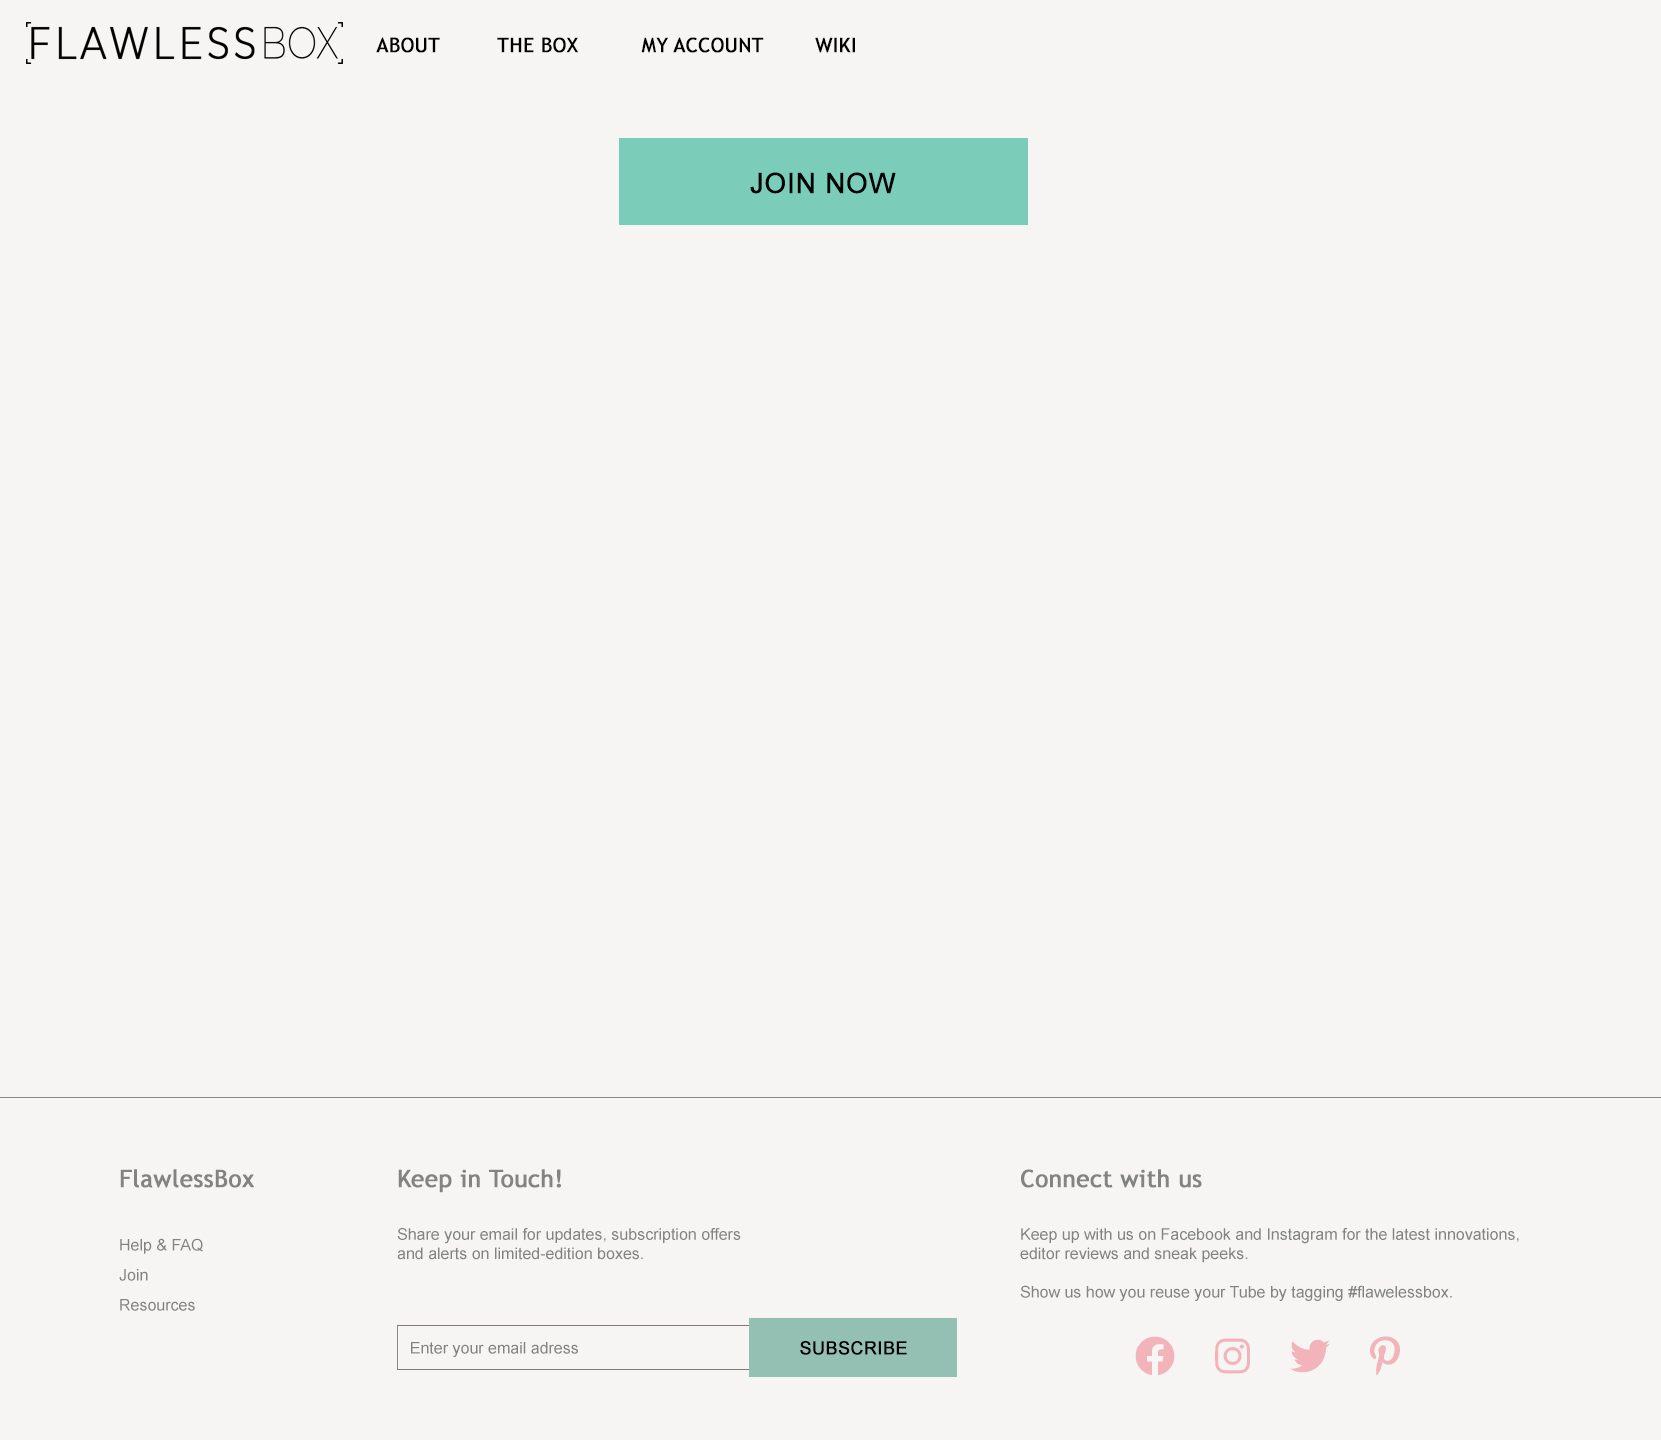 FLAWLESSBOX
ABOUT THE BOX MY ACCOUNT WIKI
JOIN NOW
FlawlessBox
Help & FAQ
Join
Resources
Keep in Touch!
Share your email for updates, subscription offers
and alerts on limited-edition boxes.
Enter your email adress
SUBSCRIBE
Connect with us
Keep up with us on Facebook and Instagram for the latest innovations,
editor reviews and sneak peeks.
Show us how you reuse your Tube by tagging #flawelessbox.